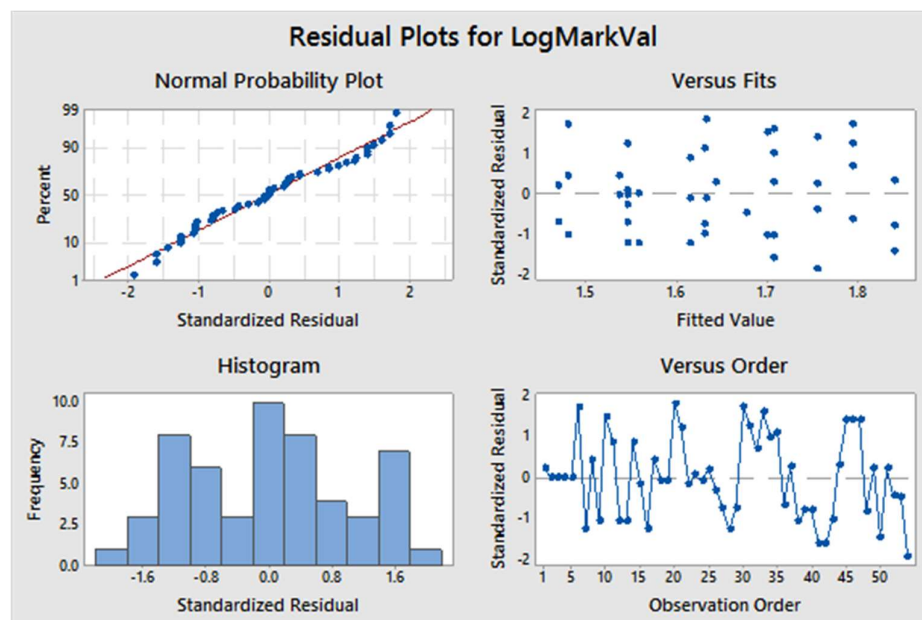 Residual Plots for LogMarkVal
Normal Probability Plot
99
90
50
10
1
Percent
-2 -1 0 1 2
Standardized Residual
Versus Fits
2
1
0
-1
-2
Standardized Residual
1.5 1.6 1.7 1.8
Fitted Value
Histogram
10.0
7.5
5.0
2.5
0.0
Frequency
-1.6 -0.8 0.0 0.8 1.6
Standardized Residual
Versus Order
2
1
0
-1
-2
Standardized Residual
1 5 10 15 20 25 30 35 40 45 50
Observation Order